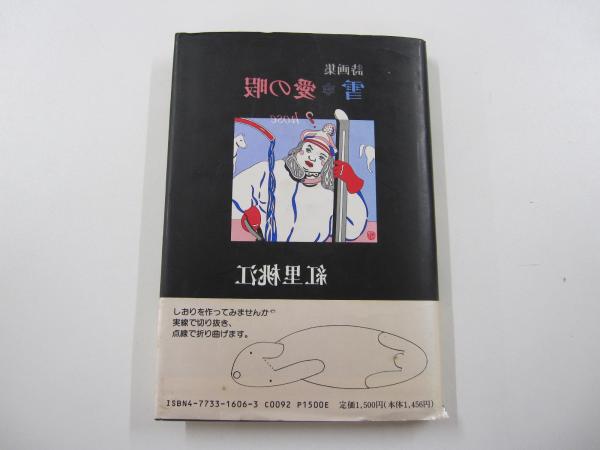 詩画集
雪＊愛の暇
? hose
紅里桃江
しおりを作ってみませんか
実線で切り抜き、
点線で折り曲げます。
ISBN4-7733-1606-3 C0092 P1500E 定価1,500円(本体1,456円)